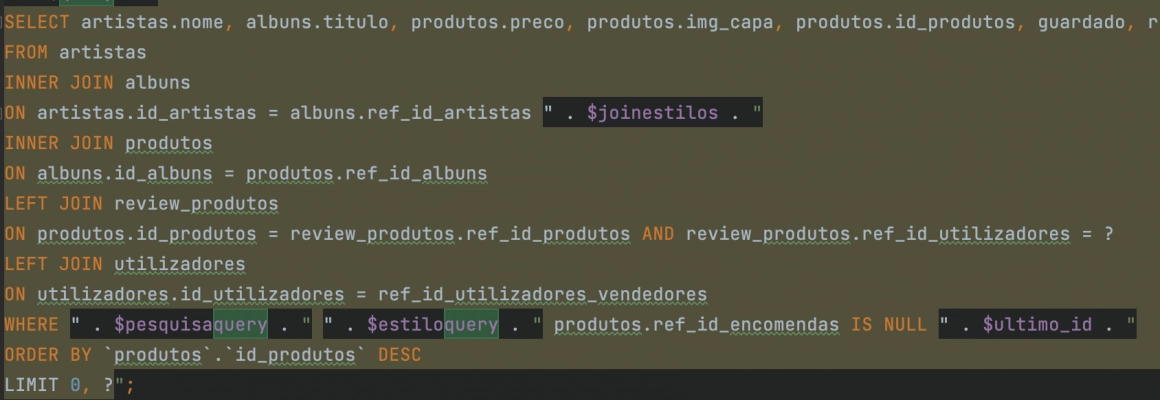 SELECT artistas.nome, albuns.titulo, produtos.preco, produtos.img_capa, produtos.id_produtos, guardado, r
FROM artistas
INNER JOIN albuns
ON artistas.id_artistas = albuns.ref_id_artistas " . $joinestilos . "
INNER JOIN produtos
ON albuns.id_albuns = produtos.ref_id_albuns
LEFT JOIN review_produtos
ON produtos.id_produtos = review_produtos.ref_id_produtos AND review_produtos.ref_id_utilizadores = ?
LEFT JOIN utilizadores
ON utilizadores.id_utilizadores = ref_id_utilizadores_vendedores
WHERE " . $pesquisaquery . " " . $estiloquery . " produtos.ref_id_encomendas IS NULL " . $ultimo_id . "
ORDER BY `produtos`.`id_produtos` DESC
LIMIT 0, ?";